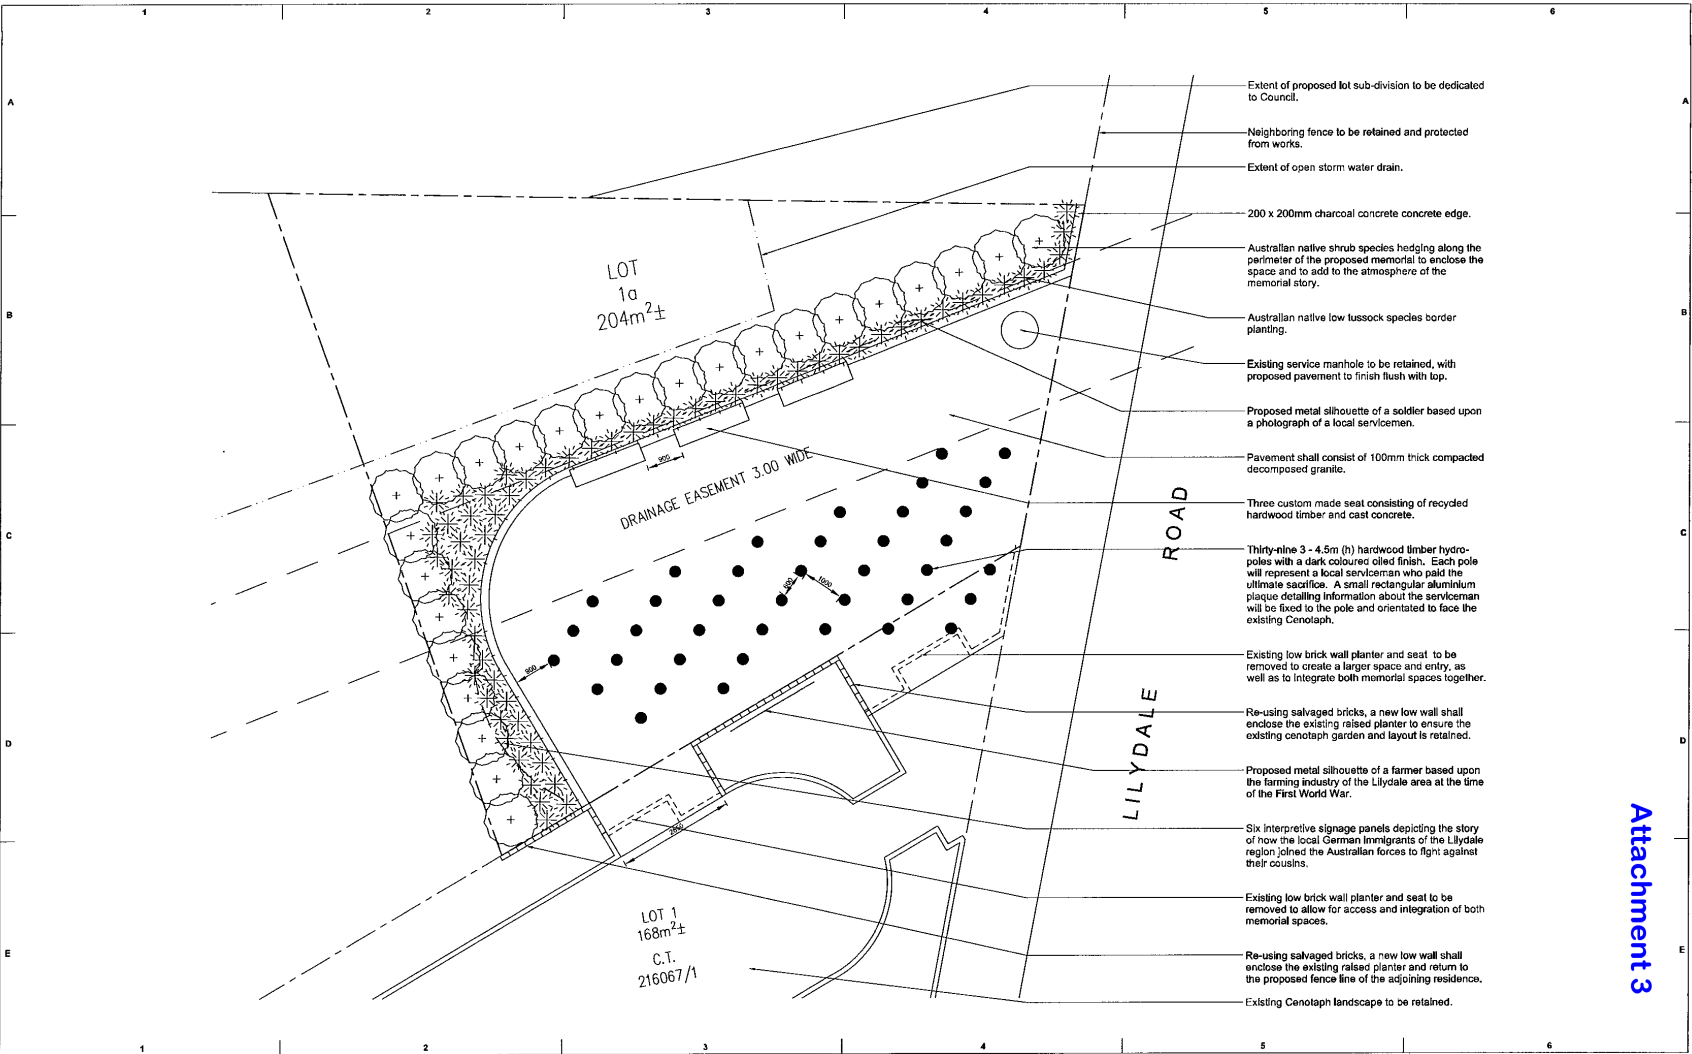 1 2 3 4 5 6
A A
Extent of proposed lot sub-division to be dedicated
to Council.
Neighboring fence to be retained and protected
from works.
Extent of open storm water drain.
200 x 200mm charcoal concrete concrete edge.
Australian native shrub species hedging along the
perimeter of the proposed memorial to enclose the
space and to add to the atmosphere of the
memorial story.
LOT
1a
204m²±
B B
Australian native low tussock species border
planting.
Existing service manhole to be retained, with
proposed pavement to finish flush with top.
Proposed metal silhouette of a soldier based upon
a photograph of a local servicemen.
Pavement shall consist of 100mm thick compacted
decomposed granite.
900
DRAINAGE EASEMENT 3.00 WIDE
Three custom made seat consisting of recycled
hardwood timber and cast concrete.
C C
Thirty-nine 3 - 4.5m (h) hardwood timber hydro-
poles with a dark coloured oiled finish. Each pole
will represent a local serviceman who paid the
ultimate sacrifice. A small rectangular aluminium
plaque detailing information about the serviceman
will be fixed to the pole and orientated to face the
existing Cenotaph.
600 1000
900
Existing low brick wall planter and seat to be
removed to create a larger space and entry, as
well as to integrate both memorial spaces together.
LILYDALE ROAD
Re-using salvaged bricks, a new low wall shall
enclose the existing raised planter to ensure the
existing cenotaph garden and layout is retained.
D D
Proposed metal silhouette of a farmer based upon
the farming industry of the Lilydale area at the time
of the First World War.
Six interpretive signage panels depicting the story
of how the local German immigrants of the Lilydale
region joined the Australian forces to fight against
their cousins.
Attachment 3
Existing low brick wall planter and seat to be
removed to allow for access and integration of both
memorial spaces.
LOT 1
168m²±
C.T.
216067/1
E E
Re-using salvaged bricks, a new low wall shall
enclose the existing raised planter and return to
the proposed fence line of the adjoining residence.
Existing Cenotaph landscape to be retained.
1 2 3 4 5 6